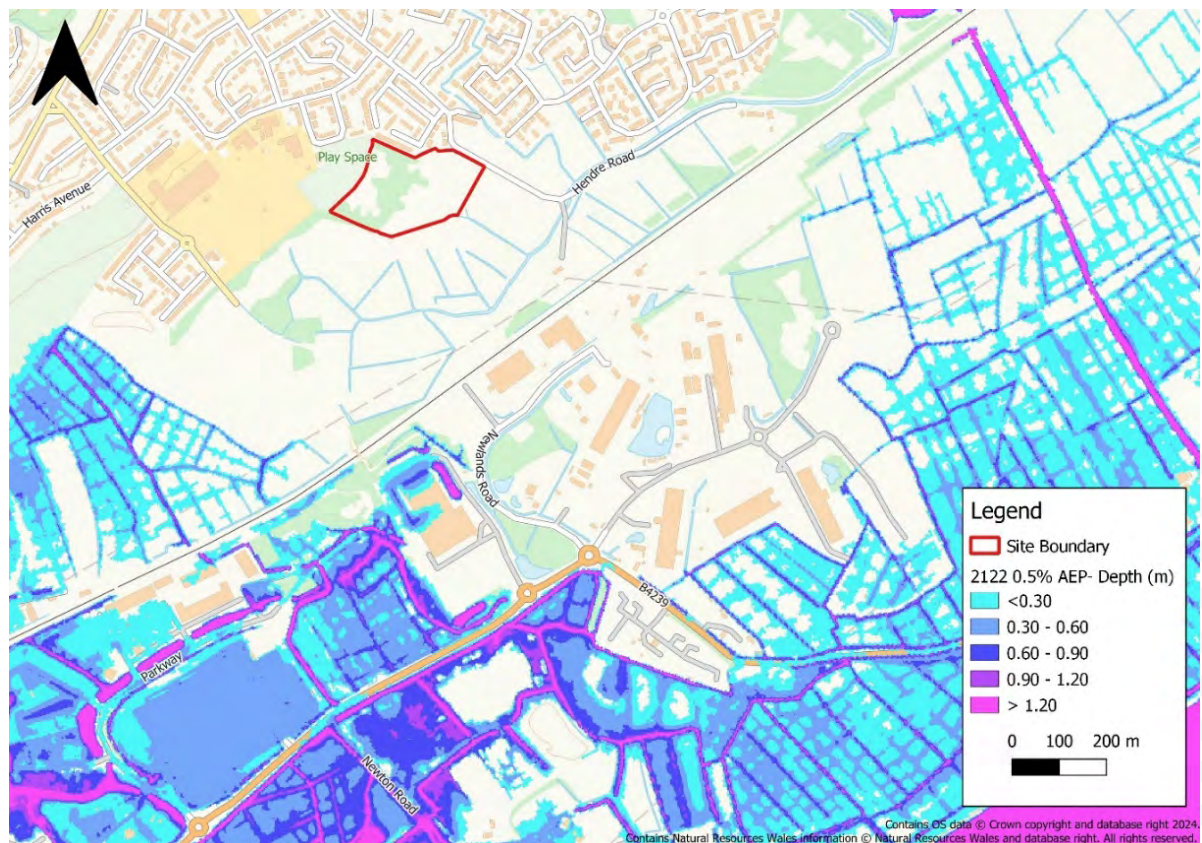 Play Space
Harris Avenue
Hendre Road
Newlands Road
B4239
Parkway
Newton Road
Legend
Site Boundary
2122 0.5% AEP- Depth (m)
<0.30
0.30 - 0.60
0.60 - 0.90
0.90 - 1.20
> 1.20
0 100 200 m
Contains OS data © Crown copyright and database right 2024.
Contains Natural Resources Wales information © Natural Resources Wales and database right. All rights reserved.